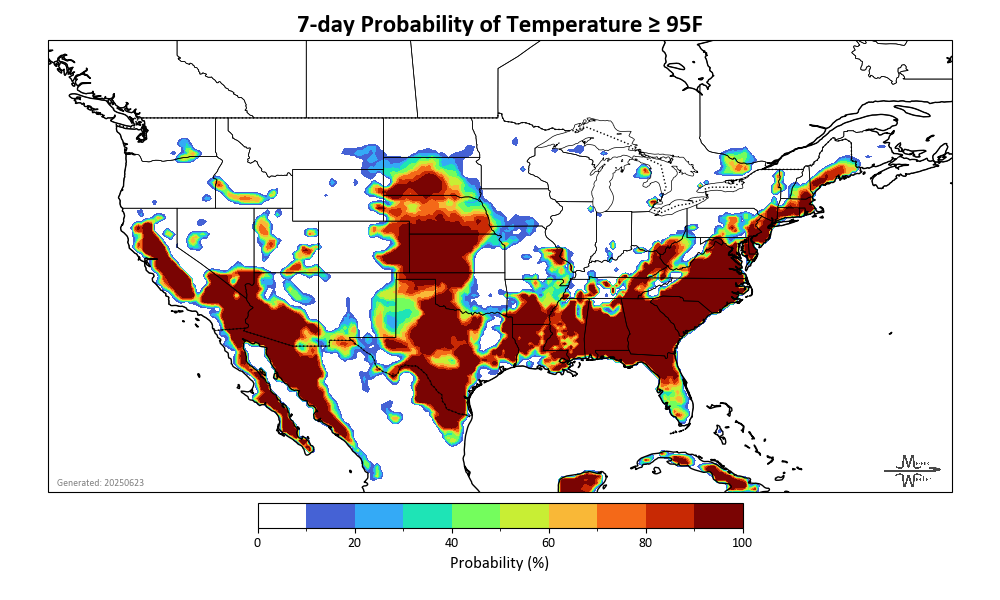 7-day Probability of Temperature ≥ 95F
Generated: 20250623
0 20 40 60 80 100
Probability (%)